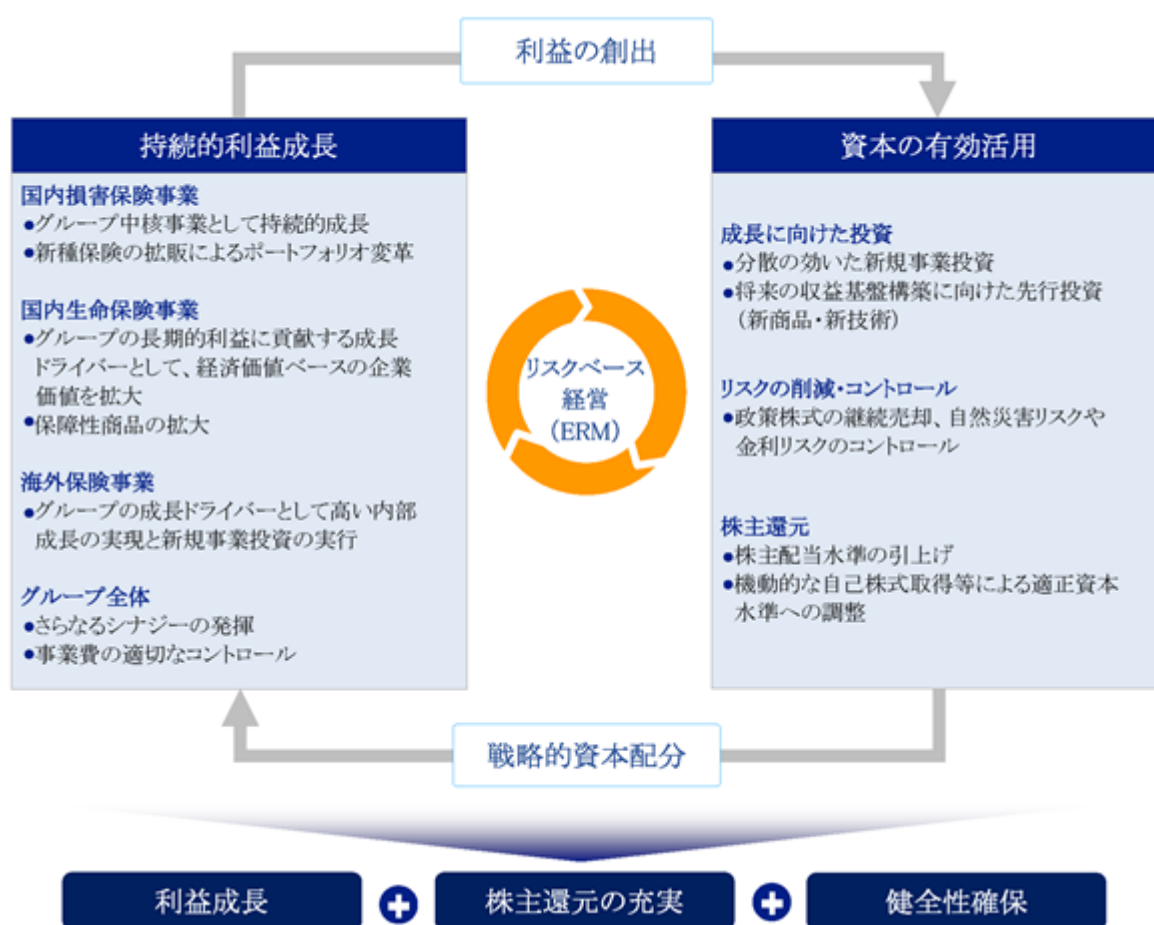 利益の創出
持続的利益成長
国内損害保険事業
●グループ中核事業として持続的成長
●新種保険の拡販によるポートフォリオ変革
国内生命保険事業
●グループの長期的利益に貢献する成長
ドライバーとして、経済価値ベースの企業
価値を拡大
●保障性商品の拡大
海外保険事業
●グループの成長ドライバーとして高い内部
成長の実現と新規事業投資の実行
グループ全体
●さらなるシナジーの発揮
●事業費の適切なコントロール
リスクベース
経営
（ERM）
資本の有効活用
成長に向けた投資
●分散の効いた新規事業投資
●将来の収益基盤構築に向けた先行投資
（新商品・新技術）
リスクの削減・コントロール
●政策株式の継続売却、自然災害リスクや
金利リスクのコントロール
株主還元
●株主配当水準の引上げ
●機動的な自己株式取得等による適正資本
水準への調整
戦略的資本配分
利益成長
株主還元の充実
健全性確保